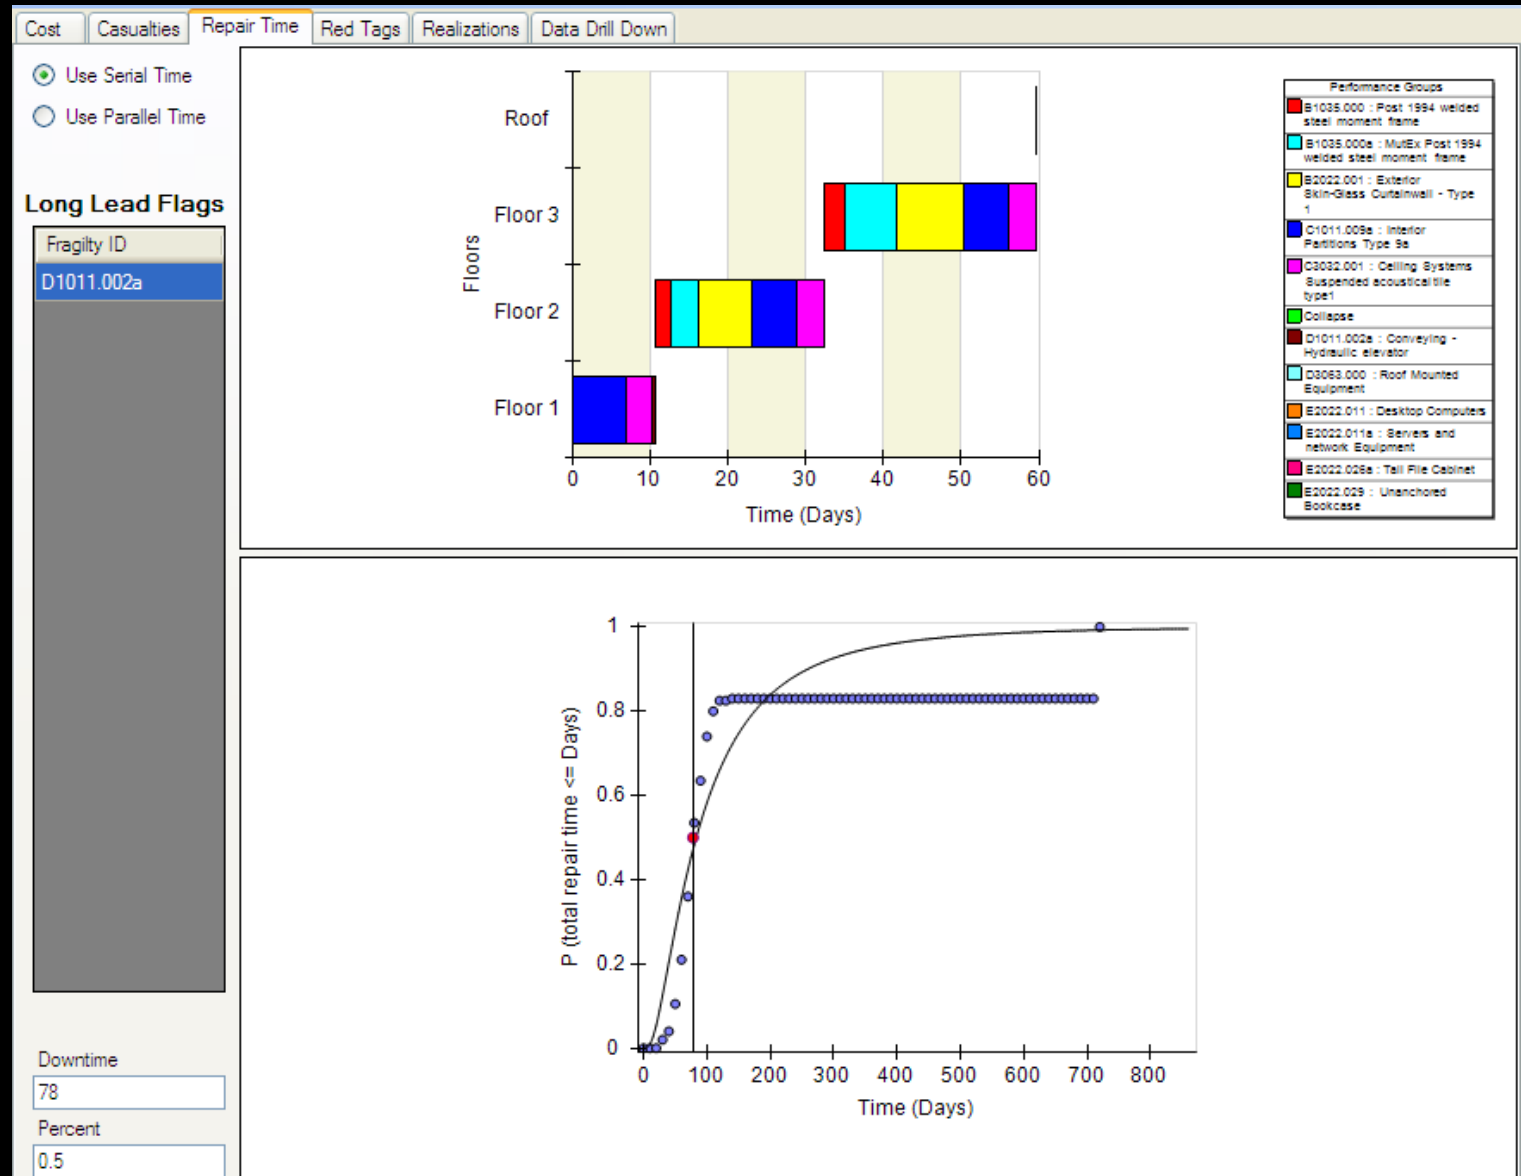 Cost Casualties Repair Time Red Tags Realizations Data Drill Down
Use Serial Time
Use Parallel Time
Long Lead Flags
Fragilty ID
D1011.002a
Downtime
78
Percent
0.5
Floors
Roof
Floor 3
Floor 2
Floor 1
0 10 20 30 40 50 60
Time (Days)
Performance Groups
B1035.000 : Post 1994 welded
steel moment frame
B1035.000a : MutEx Post 1994
welded steel moment frame
B2022.001 : Exterior
Skin-Glass Curtainwall - Type
1
C1011.009a : Interior
Partitions Type 9a
C3032.001 : Ceiling Systems
Suspended acoustical tile
type1
Collapse
D1011.002a : Conveying -
Hydraulic elevator
D3063.000 : Roof Mounted
Equipment
E2022.011 : Desktop Computers
E2022.011a : Servers and
network Equipment
E2022.026a : Tall File Cabinet
E2022.029 : Unanchored
Bookcase
P (total repair time <= Days)
1
0.8
0.6
0.4
0.2
0
0 100 200 300 400 500 600 700 800
Time (Days)